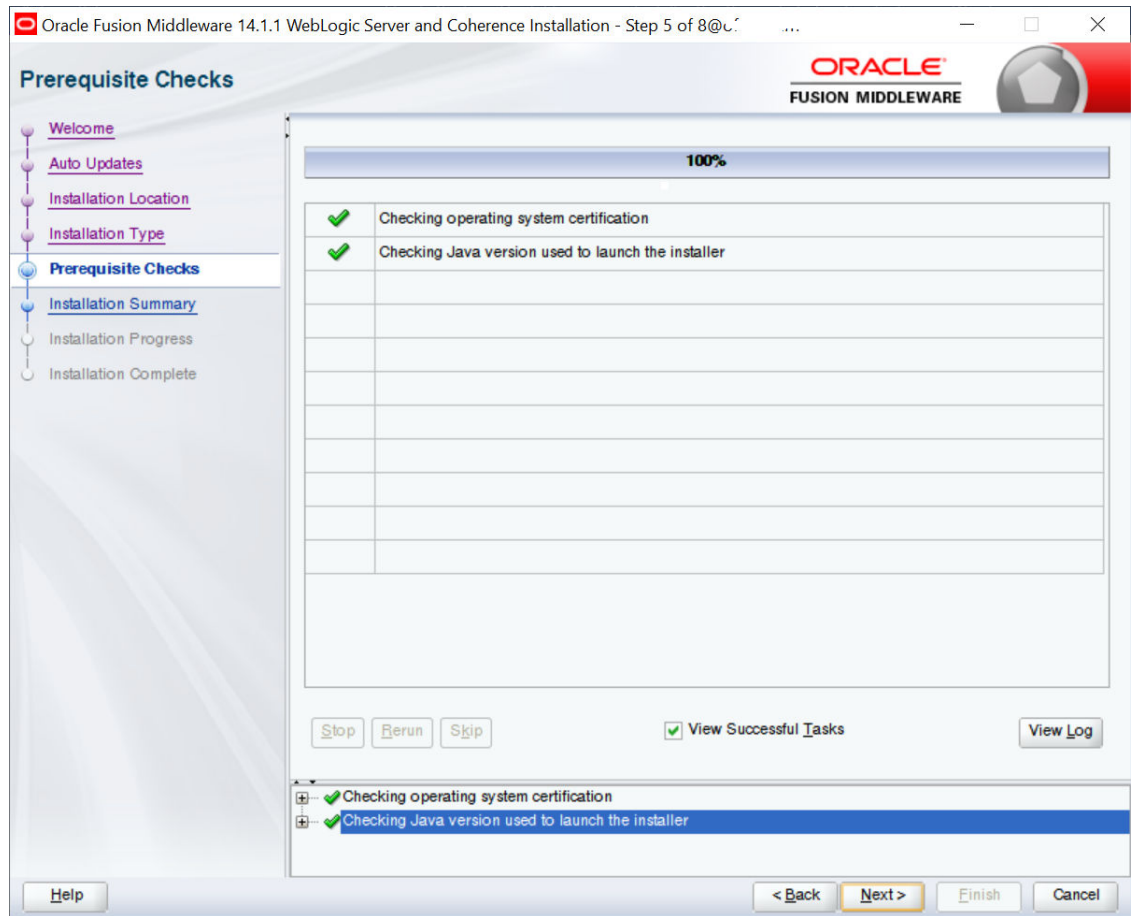 Oracle Fusion Middleware 14.1.1 WebLogic Server and Coherence Installation - Step 5 of 8@
Prerequisite Checks
ORACLE
FUSION MIDDLEWARE
Welcome
Auto Updates
Installation Location
Installation Type
Prerequisite Checks
Installation Summary
Installation Progress
Installation Complete
100%
Checking operating system certification
Checking Java version used to launch the installer
Stop Rerun Skip View Successful Tasks View Log
Checking operating system certification
Checking Java version used to launch the installer
Help < Back Next > Finish Cancel